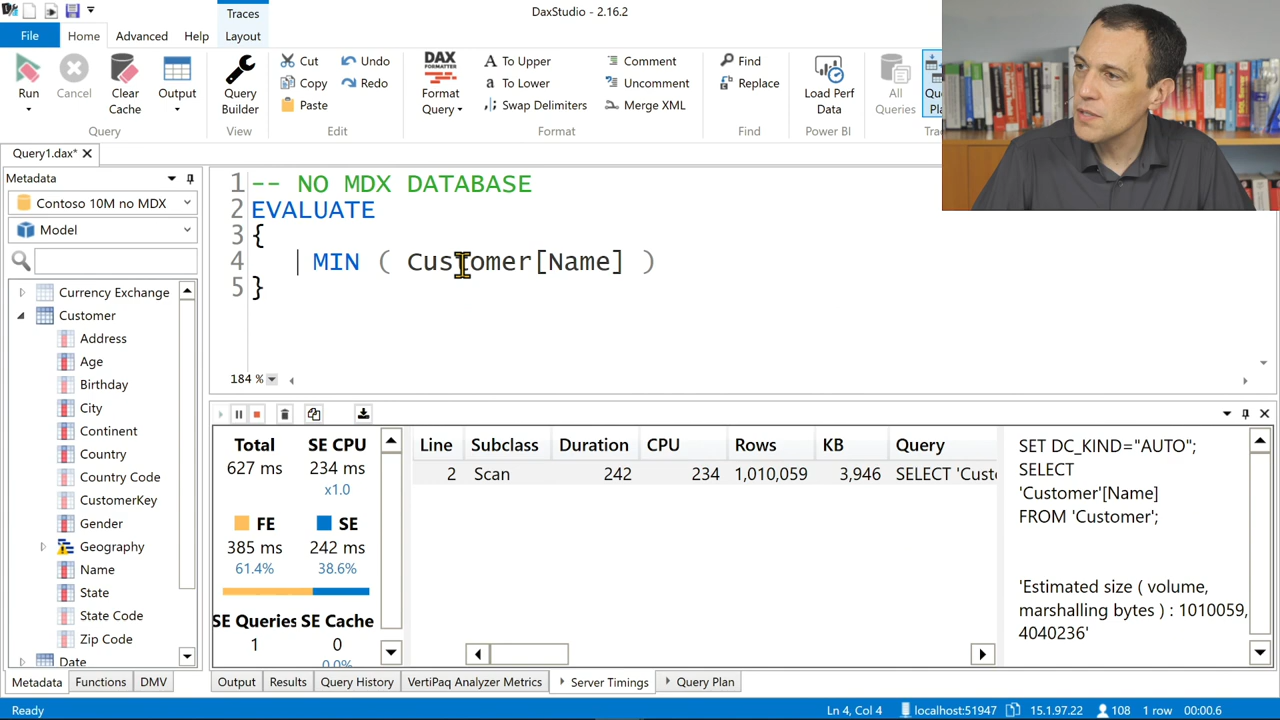 DaxStudio - 2.16.2
Traces
File
Home
Advanced
Help
Layout
Run
Cancel
Clear
Cache
Output
Query
Query
Builder
View
Cut
Copy
Paste
Undo
Redo
Edit
DAX
FORMATTER
Format
Query
To Upper
To Lower
Swap Delimiters
Comment
Uncomment
Merge XML
Format
Find
Replace
Find
Load Perf
Data
Power BI
All
Queries
Query1.dax*
Metadata
Contoso 10M no MDX
Model
Currency Exchange
Customer
Address
Age
Birthday
City
Continent
Country
Country Code
CustomerKey
Gender
Geography
Name
State
State Code
Zip Code
Date
1 -- NO MDX DATABASE
2 EVALUATE
3 {
4 MIN ( Customer[Name] )
5 }
184 %
Total
627 ms
SE CPU
234 ms
x1.0
FE
385 ms
61.4%
SE
242 ms
38.6%
SE Queries
1
SE Cache
0
0.0%
Line Subclass Duration CPU Rows KB Query
2 Scan 242 234 1,010,059 3,946 SELECT 'Custo
SET DC_KIND="AUTO";
SELECT
'Customer'[Name]
FROM 'Customer';
'Estimated size ( volume,
marshalling bytes ) : 1010059,
4040236'
Metadata
Functions
DMV
Output
Results
Query History
VertiPaq Analyzer Metrics
Server Timings
Query Plan
Ready
Ln 4, Col 4
localhost:51947
15.1.97.22
108
1 row
00:00.6